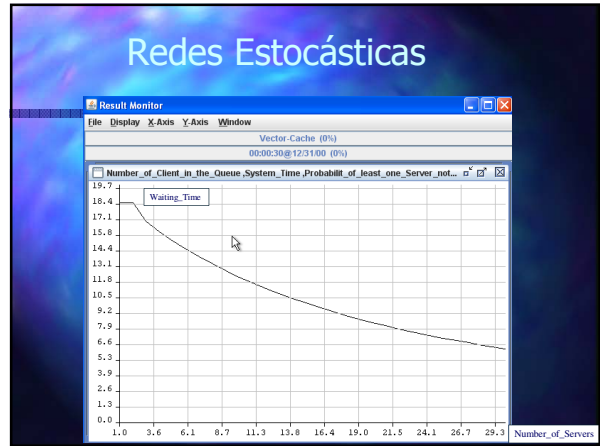 Redes Estocásticas
Result Monitor
File Display X-Axis Y-Axis Window
Vector-Cache (0%)
00:00:30@12/31/00 (0%)
Number_of_Client_in_the_Queue ,System_Time ,Probabilit_of_least_one_Server_not...
Waiting_Time
19.7
18.4
17.1
15.8
14.4
13.1
11.8
10.5
9.2
7.9
6.6
5.3
3.9
2.6
1.3
0.0
1.0 3.6 6.1 8.7 11.3 13.8 16.4 19.0 21.5 24.1 26.7 29.3
Number_of_Servers